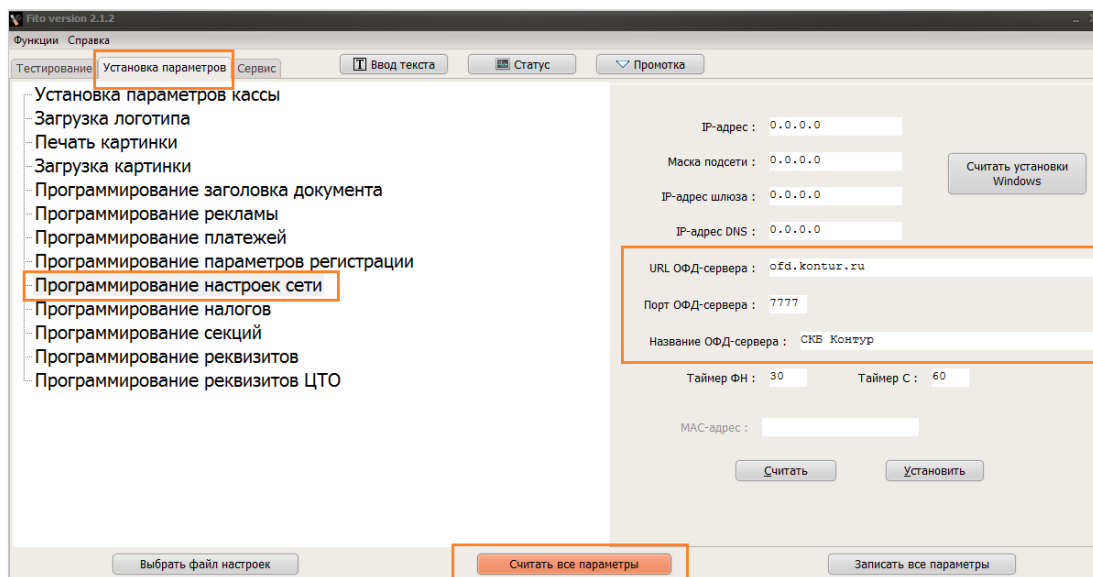 Fito version 2.1.2
Функции Справка
Тестирование Установка параметров Сервис Ввод текста Статус Промотка
Установка параметров кассы
Загрузка логотипа
Печать картинки
Загрузка картинки
Программирование заголовка документа
Программирование рекламы
Программирование платежей
Программирование параметров регистрации
Программирование настроек сети
Программирование налогов
Программирование секций
Программирование реквизитов
Программирование реквизитов ЦТО
IP-адрес : 0.0.0.0
Маска подсети : 0.0.0.0
IP-адрес шлюза : 0.0.0.0
IP-адрес DNS : 0.0.0.0
Считать установки
Windows
URL ОФД-сервера : ofd.kontur.ru
Порт ОФД-сервера : 7777
Название ОФД-сервера : СКБ Контур
Таймер ФН : 30 Таймер С : 60
MAC-адрес :
Считать Установить
Выбрать файл настроек Считать все параметры Записать все параметры